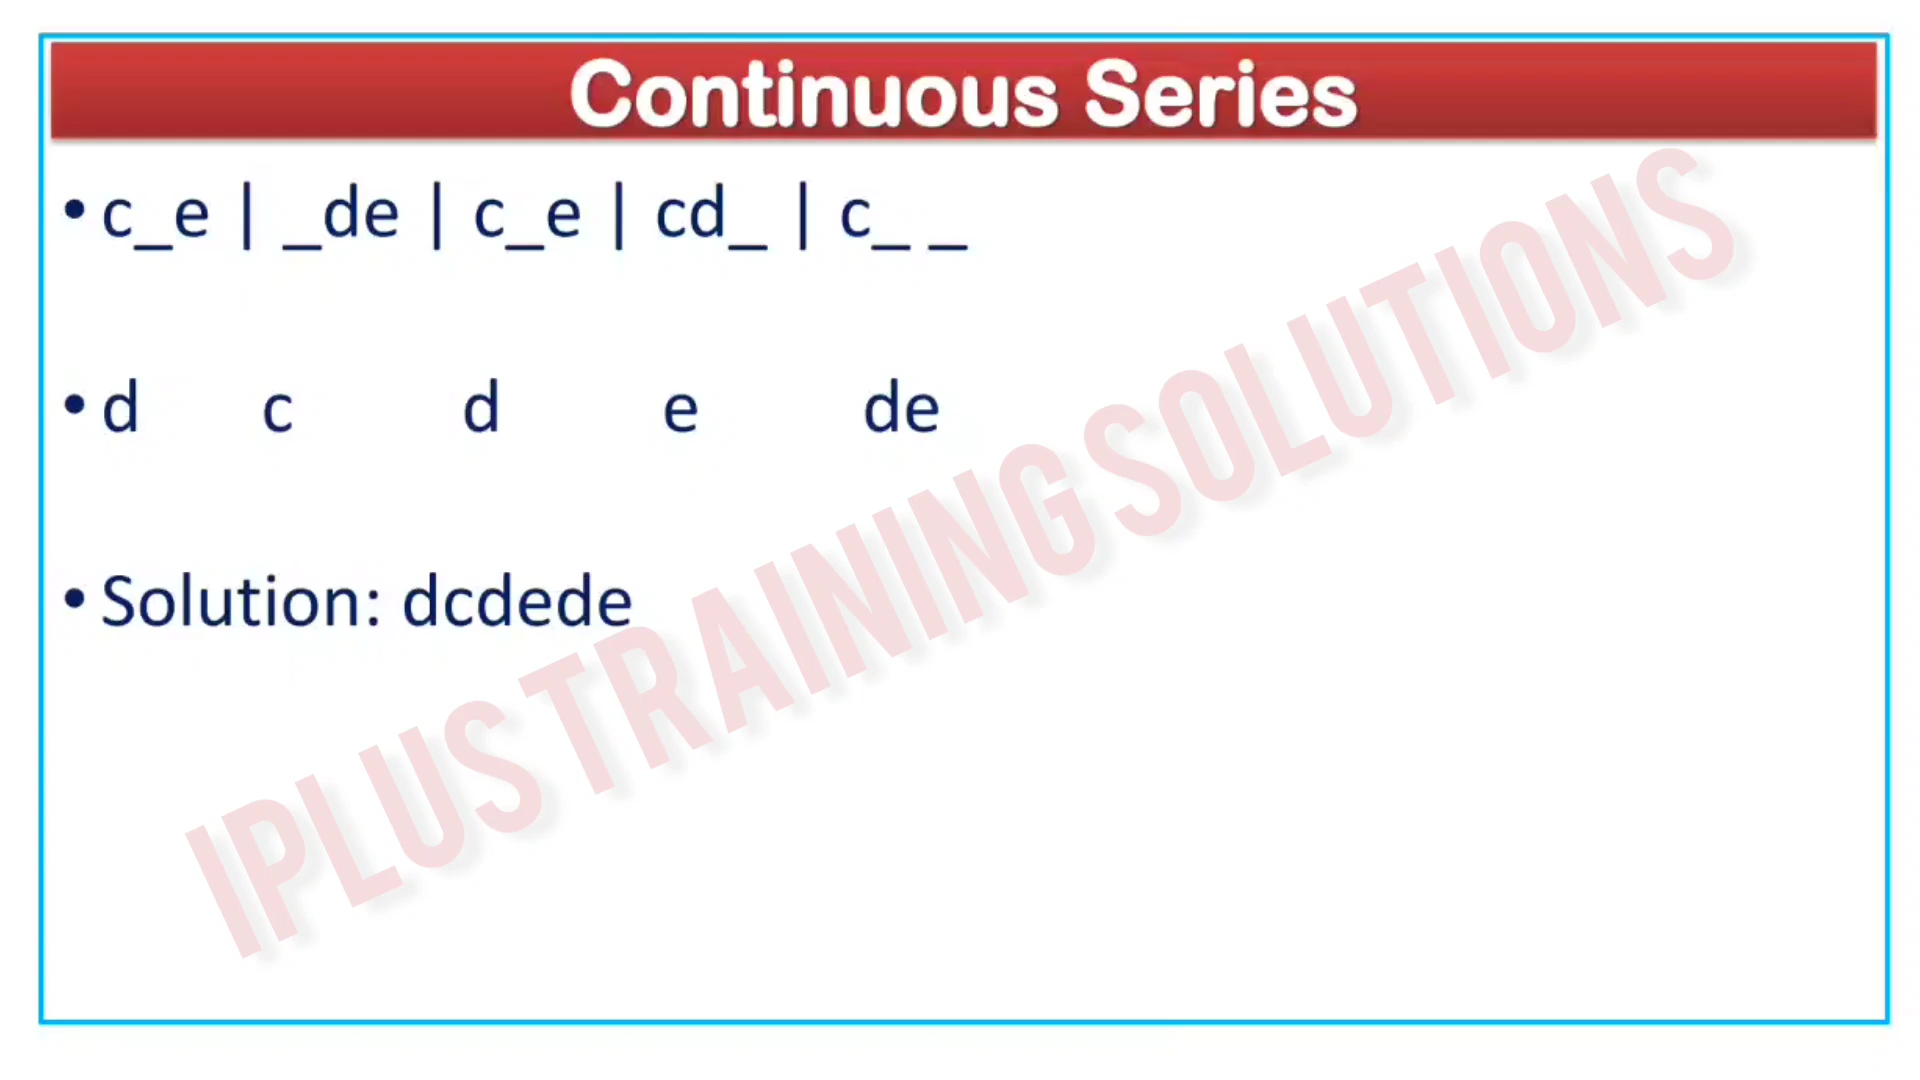 Continuous Series
• c_e | _de | c_e | cd_ | c_ _
• d c d e de
• Solution: dcdede
IPLUS TRAINING SOLUTIONS